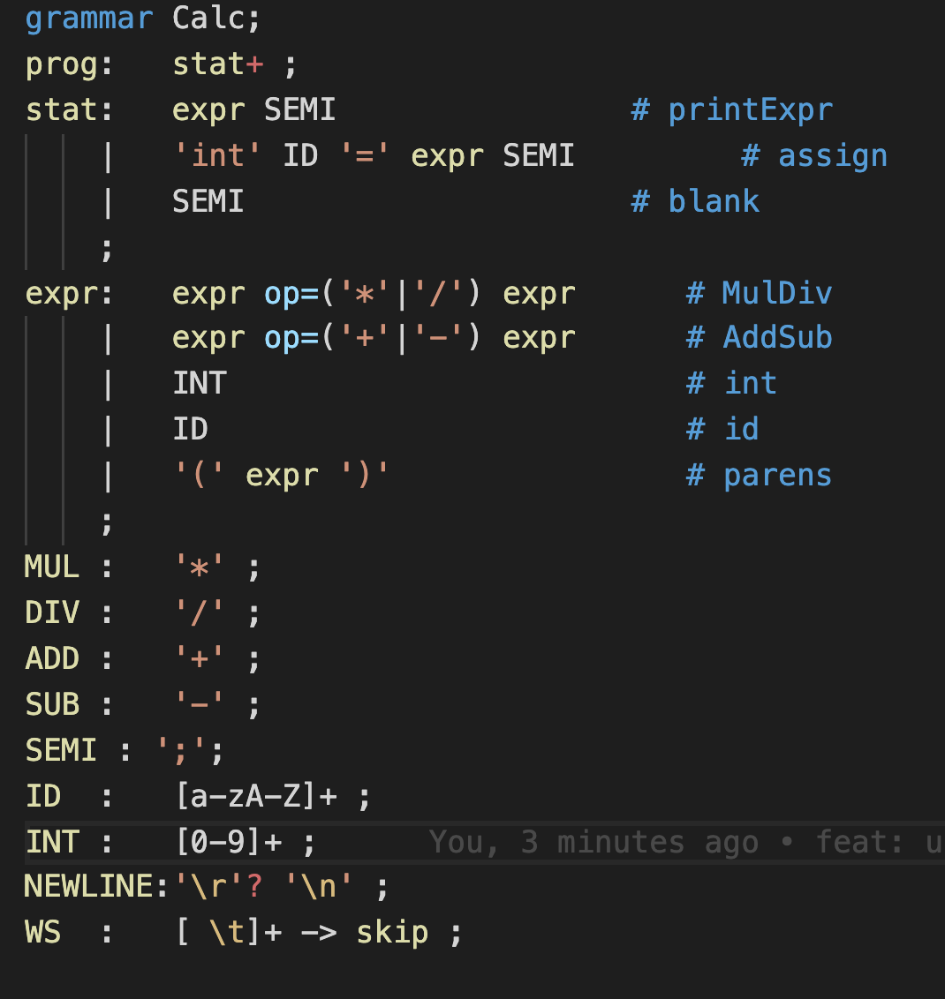 grammar Calc;
prog:   stat+ ;
stat:   expr SEMI                # printExpr
    |   'int' ID '=' expr SEMI         # assign
    |   SEMI                     # blank
    ;
expr:   expr op=('*'|'/') expr      # MulDiv
    |   expr op=('+'|'-') expr      # AddSub
    |   INT                         # int
    |   ID                          # id
    |   '(' expr ')'                # parens
    ;
MUL :   '*' ;
DIV :   '/' ;
ADD :   '+' ;
SUB :   '-' ;
SEMI : ';';
ID  :   [a-zA-Z]+ ;
INT :   [0-9]+ ;      You, 3 minutes ago • feat: u
NEWLINE:'\r'? '\n' ;
WS  :   [ \t]+ -> skip ;